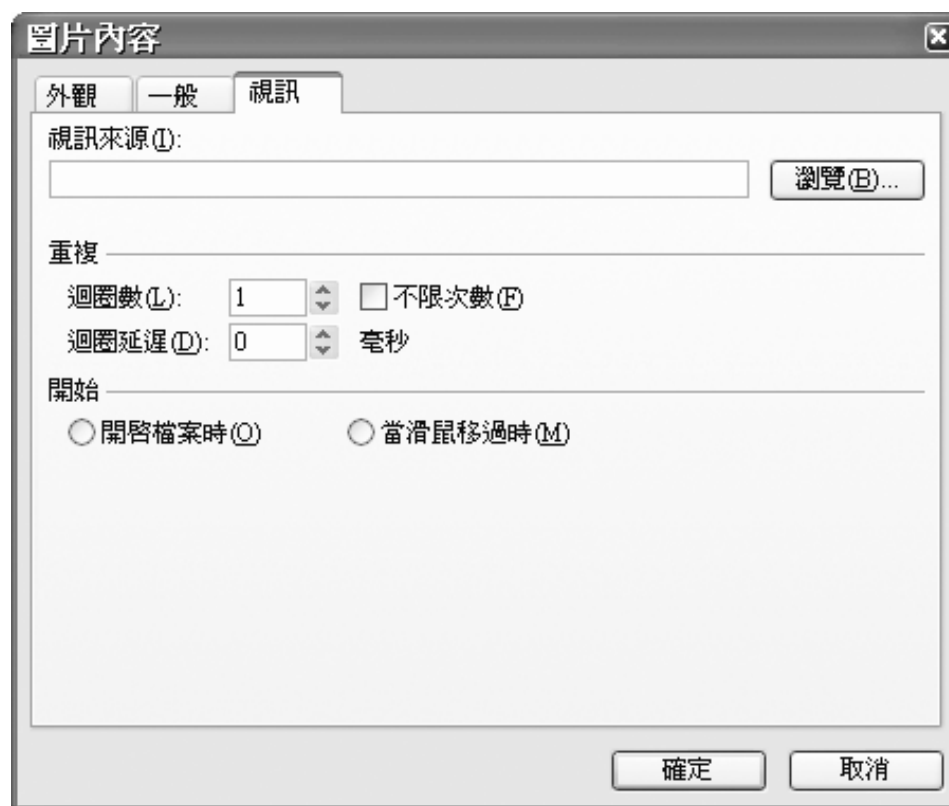 圖片內容
外觀 一般 視訊
視訊來源(I):
瀏覽(B)...
重複
迴圈數(L): 1 不限次數(F)
迴圈延遲(D): 0 毫秒
開始
開啓檔案時(O) 當滑鼠移過時(M)
確定 取消